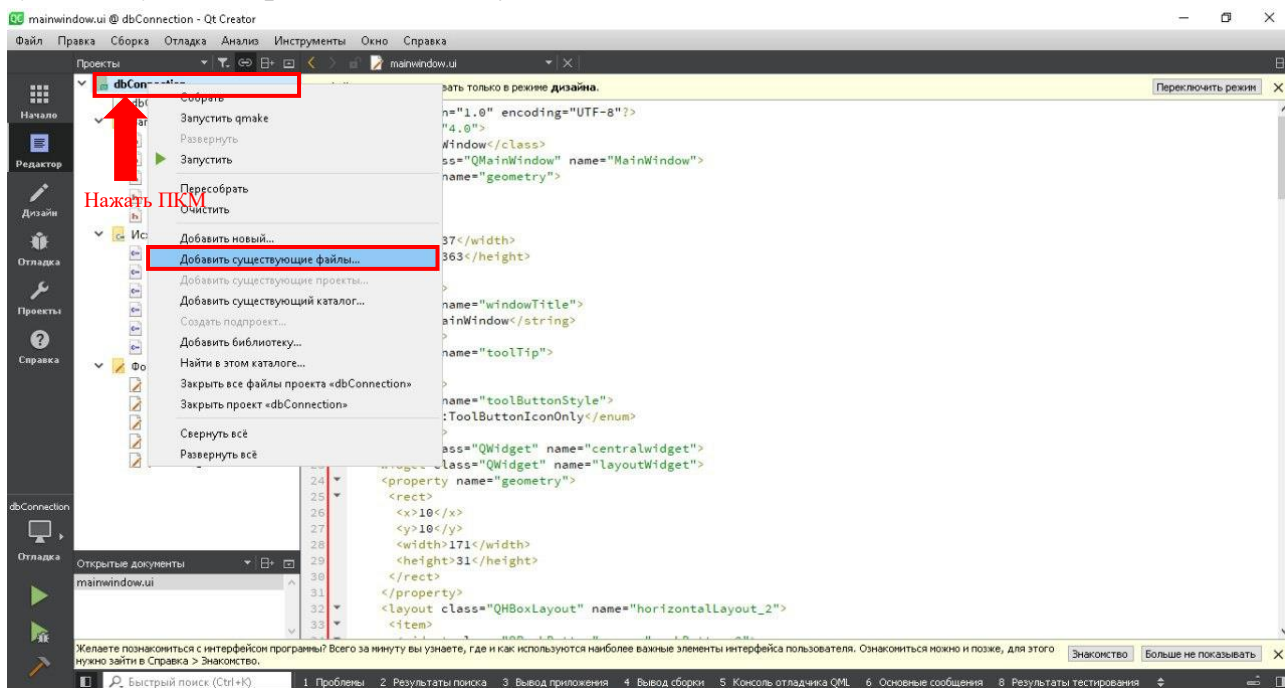 mainwindow.ui @ dbConnection - Qt Creator
Файл Правка Сборка Отладка Анализ Инструменты Окно Справка
Проекты
mainwindow.ui
Начало
Редактор
Дизайн
Отладка
Проекты
Справка
dbConnection
Отладка
Нажать ПКМ
Собрать
Запустить qmake
Развернуть
Запустить
Пересобрать
Очистить
Добавить новый...
Добавить существующие файлы...
Добавить существующие проекты...
Добавить существующий каталог...
Создать подпроект...
Добавить библиотеку...
Найти в этом каталоге...
Закрыть все файлы проекта «dbConnection»
Закрыть проект «dbConnection»
Свернуть всё
Развернуть всё
только в режиме дизайна.
Переключить режим
="1.0" encoding="UTF-8"?>
"4.0">
Window</class>
ss="QMainWindow" name="MainWindow">
name="geometry">
37</width>
363</height>
name="windowTitle">
ainWindow</string>
name="toolTip">
name="toolButtonStyle">
:ToolButtonIconOnly</enum>
ass="QWidget" name="centralwidget">
class="QWidget" name="layoutWidget">
24 <property name="geometry">
25 <rect>
26 <x>10</x>
27 <y>10</y>
28 <width>171</width>
29 <height>31</height>
30 </rect>
31 </property>
32 <layout class="QHBoxLayout" name="horizontalLayout_2">
33 <item>
Открытые документы
mainwindow.ui
Желаете познакомиться с интерфейсом программы? Всего за минуту вы узнаете, где и как используются наиболее важные элементы интерфейса пользователя. Ознакомиться можно и позже, для этого
нужно зайти в Справка > Знакомство.
Знакомство
Больше не показывать
Быстрый поиск (Ctrl+K)
1 Проблемы 2 Результаты поиска 3 Вывод приложения 4 Вывод сборки 5 Консоль отладчика QML 6 Основные сообщения 8 Результаты тестирования